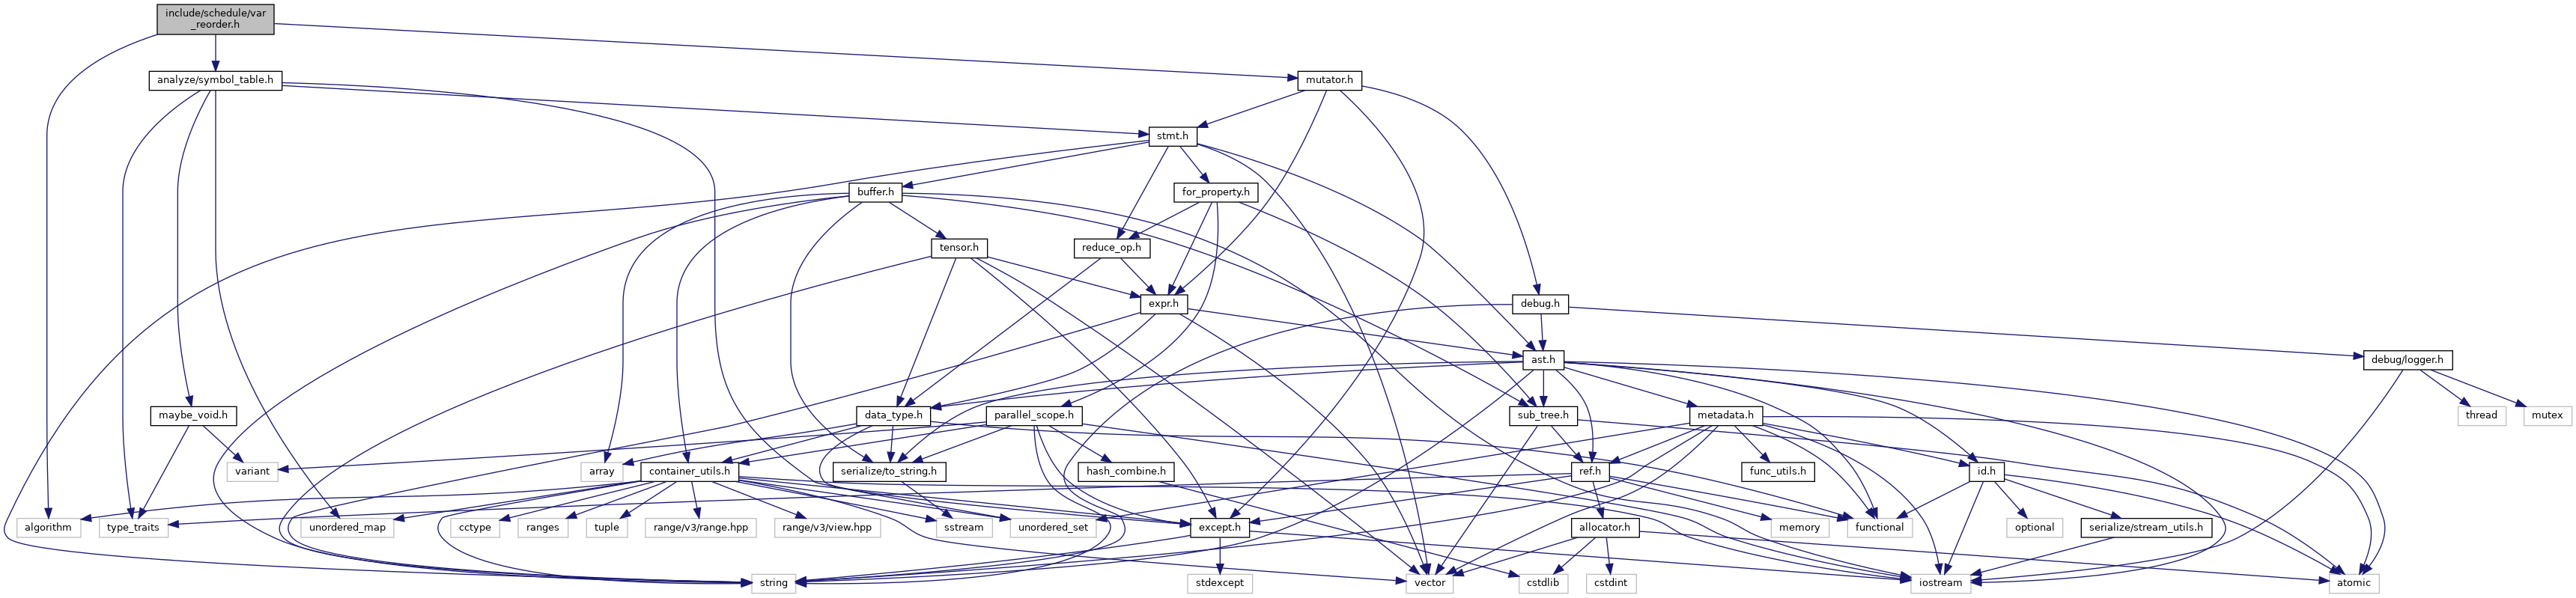 include/schedule/var
_reorder.h
analyze/symbol_table.h
mutator.h
stmt.h
buffer.h
for_property.h
tensor.h
reduce_op.h
expr.h
debug.h
ast.h
debug/logger.h
maybe_void.h
data_type.h
parallel_scope.h
sub_tree.h
metadata.h
thread
mutex
variant
array
container_utils.h
serialize/to_string.h
hash_combine.h
ref.h
func_utils.h
id.h
algorithm
type_traits
unordered_map
cctype
ranges
tuple
range/v3/range.hpp
range/v3/view.hpp
sstream
unordered_set
except.h
allocator.h
memory
functional
optional
serialize/stream_utils.h
string
stdexcept
vector
cstdlib
cstdint
iostream
atomic